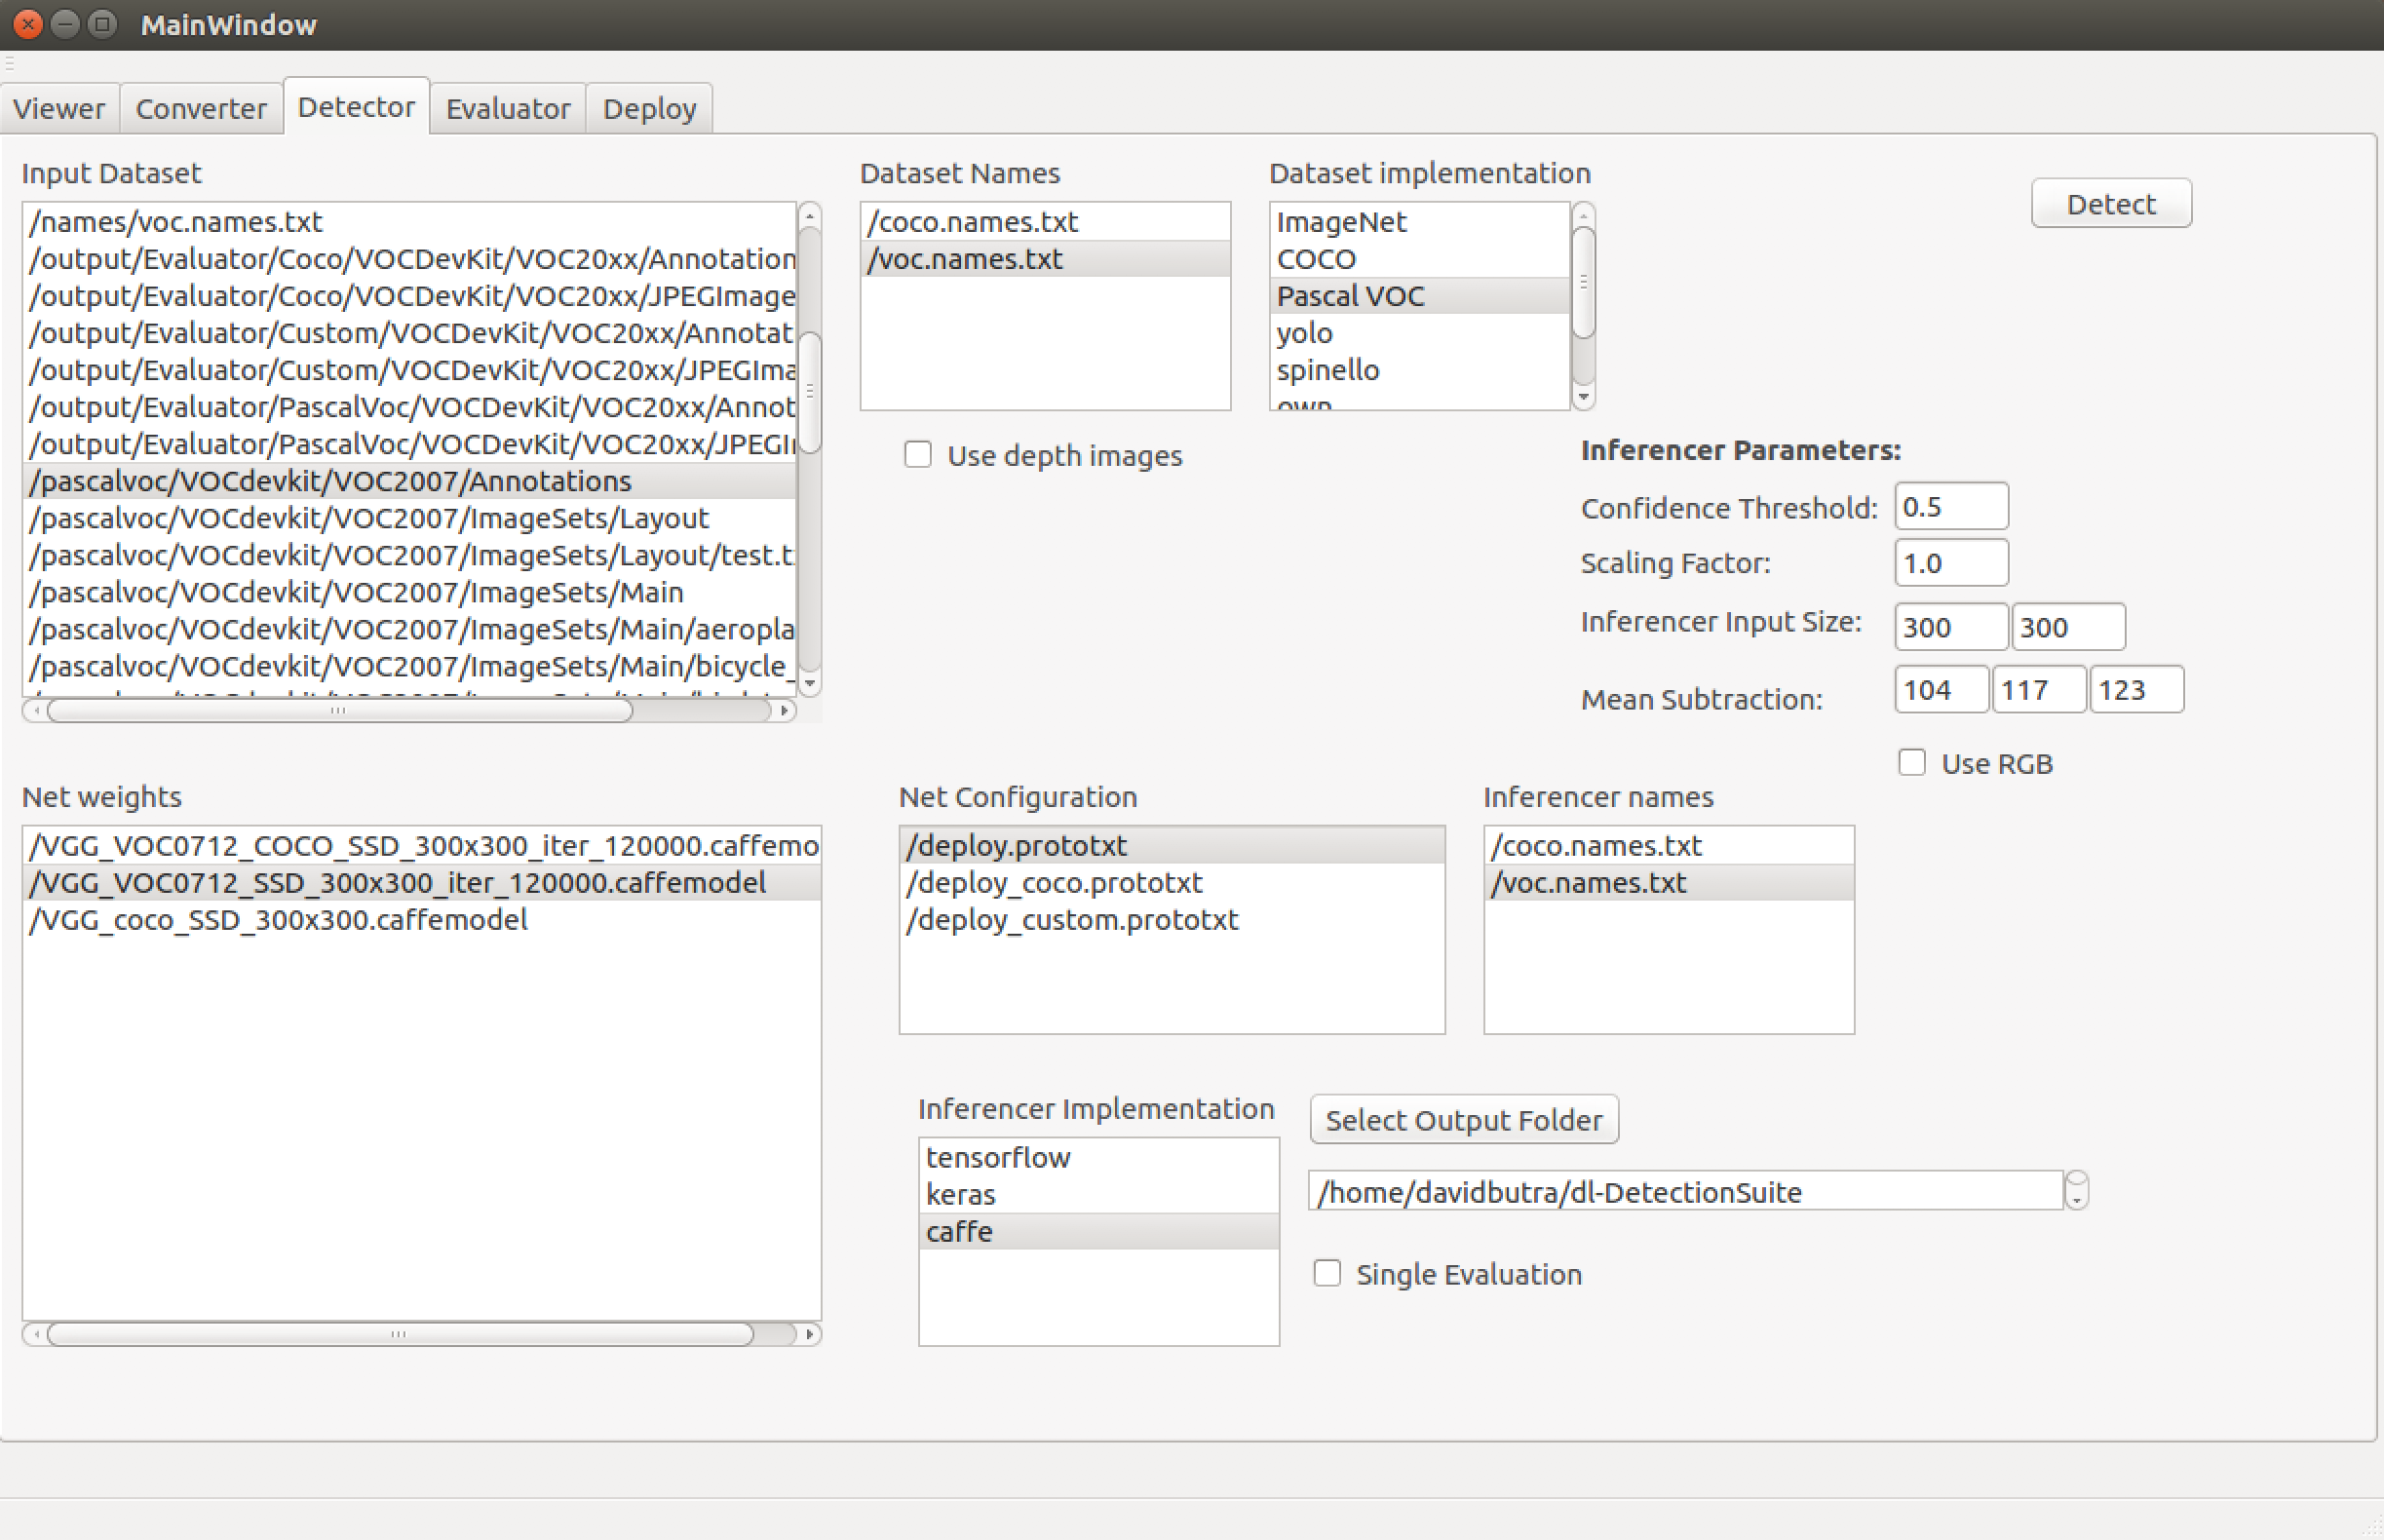 MainWindow
Viewer Converter Detector Evaluator Deploy
Input Dataset
/names/voc.names.txt
/output/Evaluator/Coco/VOCDevKit/VOC20xx/Annotation
/output/Evaluator/Coco/VOCDevKit/VOC20xx/JPEGImage
/output/Evaluator/Custom/VOCDevKit/VOC20xx/Annotat
/output/Evaluator/Custom/VOCDevKit/VOC20xx/JPEGIma
/output/Evaluator/PascalVoc/VOCDevKit/VOC20xx/Annot
/output/Evaluator/PascalVoc/VOCDevKit/VOC20xx/JPEGI
/pascalvoc/VOCdevkit/VOC2007/Annotations
/pascalvoc/VOCdevkit/VOC2007/ImageSets/Layout
/pascalvoc/VOCdevkit/VOC2007/ImageSets/Layout/test.t
/pascalvoc/VOCdevkit/VOC2007/ImageSets/Main
/pascalvoc/VOCdevkit/VOC2007/ImageSets/Main/aeropla
/pascalvoc/VOCdevkit/VOC2007/ImageSets/Main/bicycle_
Dataset Names
/coco.names.txt
/voc.names.txt
Dataset implementation
ImageNet
COCO
Pascal VOC
yolo
spinello
own
Detect
Use depth images
Inferencer Parameters:
Confidence Threshold: 0.5
Scaling Factor: 1.0
Inferencer Input Size: 300 300
Mean Subtraction: 104 117 123
Use RGB
Net weights
/VGG_VOC0712_COCO_SSD_300x300_iter_120000.caffemo
/VGG_VOC0712_SSD_300x300_iter_120000.caffemodel
/VGG_coco_SSD_300x300.caffemodel
Net Configuration
/deploy.prototxt
/deploy_coco.prototxt
/deploy_custom.prototxt
Inferencer names
/coco.names.txt
/voc.names.txt
Inferencer Implementation
tensorflow
keras
caffe
Select Output Folder
/home/davidbutra/dl-DetectionSuite
Single Evaluation